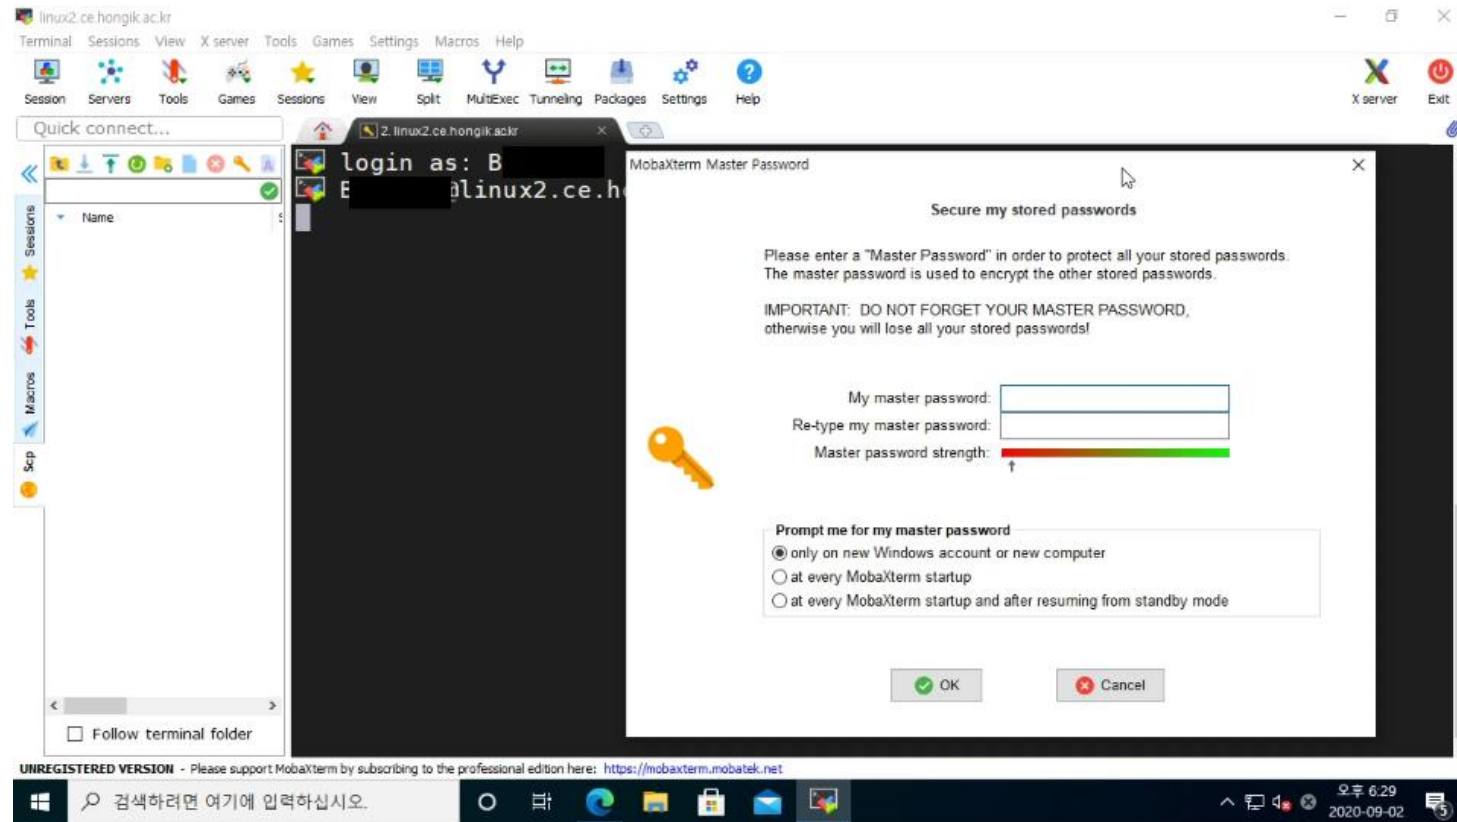 linux2.ce.hongik.ac.kr
Terminal Sessions View X server Tools Games Settings Macros Help
Session Servers Tools Games Sessions View Split MultiExec Tunneling Packages Settings Help X server Exit
Quick connect...
2. linux2.ce.hongik.ac.kr
login as: B
@linux2.ce.h
Name
Sessions
Tools
Macros
Scp
Follow terminal folder
MobaXterm Master Password
Secure my stored passwords
Please enter a "Master Password" in order to protect all your stored passwords.
The master password is used to encrypt the other stored passwords.
IMPORTANT: DO NOT FORGET YOUR MASTER PASSWORD,
otherwise you will lose all your stored passwords!
My master password:
Re-type my master password:
Master password strength:
Prompt me for my master password
only on new Windows account or new computer
at every MobaXterm startup
at every MobaXterm startup and after resuming from standby mode
OK Cancel
UNREGISTERED VERSION - Please support MobaXterm by subscribing to the professional edition here: https://mobaxterm.mobatek.net
검색하려면 여기에 입력하십시오.
오후 6:29
2020-09-02
5